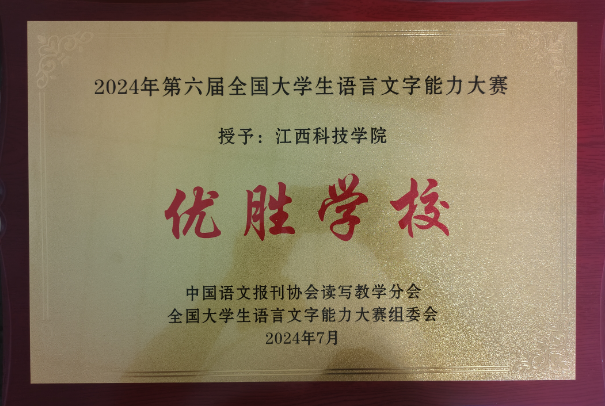 2024年第六届全国大学生语言文字能力大赛
授予：江西科技学院
优胜学校
中国语文报刊协会读写教学分会
全国大学生语言文字能力大赛组委会
2024年7月